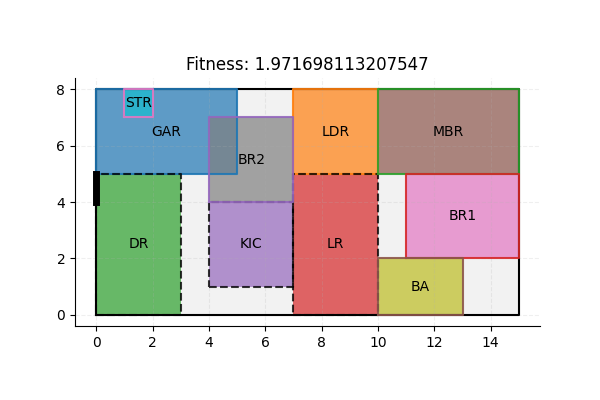 Fitness: 1.971698113207547
8
STR
GAR
LDR
MBR
6
BR2
4
DR
KIC
LR
BR1
2
BA
0
0 2 4 6 8 10 12 14